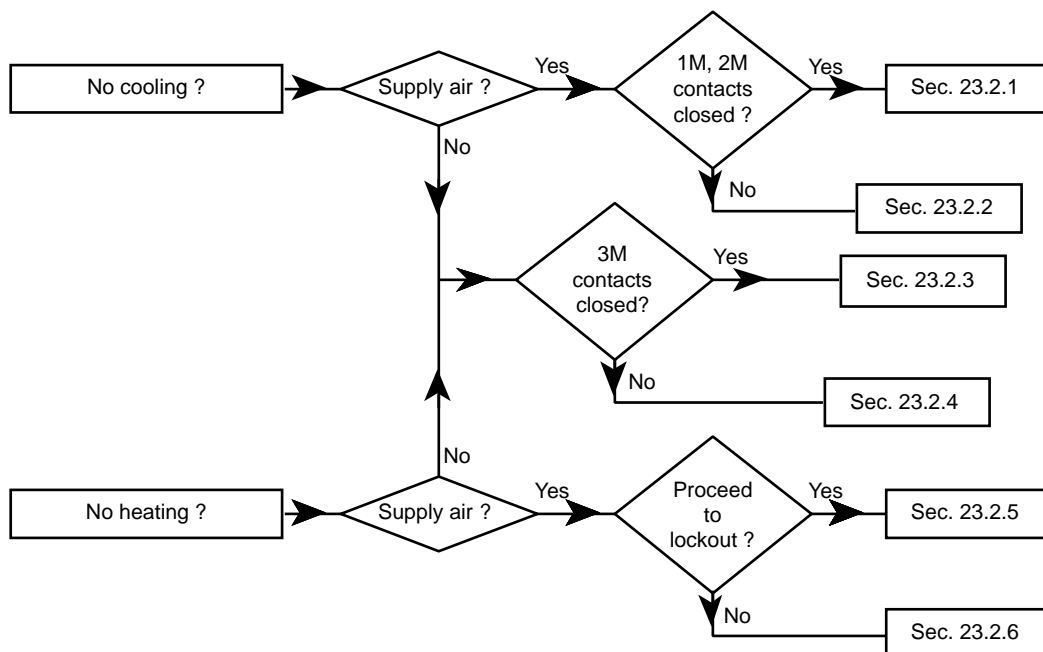 No cooling ?
Supply air ?
Yes
1M, 2M
contacts
closed ?
Yes
Sec. 23.2.1
No
No
Sec. 23.2.2
3M
contacts
closed?
Yes
Sec. 23.2.3
No
Sec. 23.2.4
No
No heating ?
Supply air ?
Yes
Proceed
to
lockout ?
Yes
Sec. 23.2.5
No
Sec. 23.2.6